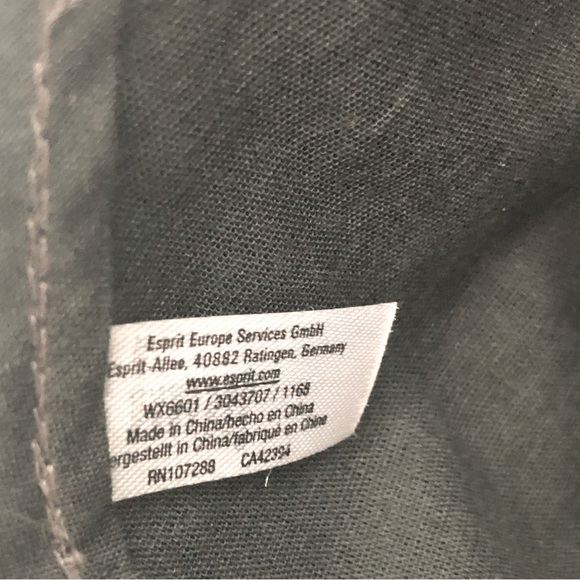 Esprit Europe Services GmbH
Esprit-Allee, 40882 Ratingen, Germany
www.esprit.com
WX6601 / 3043707 / 1168
Made in China/hecho en China
ergestellt in China/fabriqué en Chine
RN107288 CA42394